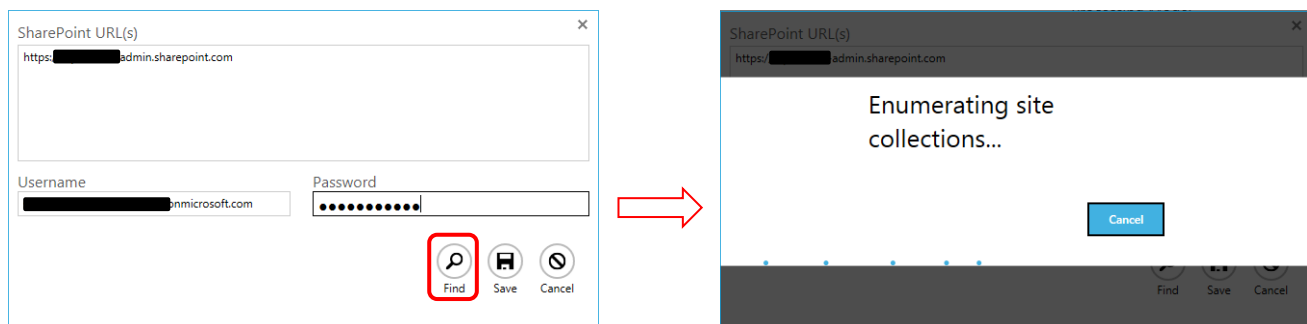 SharePoint URL(s)
https:/ admin.sharepoint.com
Username
Password
onmicrosoft.com
●●●●●●●●●●●
Find
Save
Cancel
SharePoint URL(s)
https:/ admin.sharepoint.com
Enumerating site
collections...
Cancel
Find
Save
Cancel